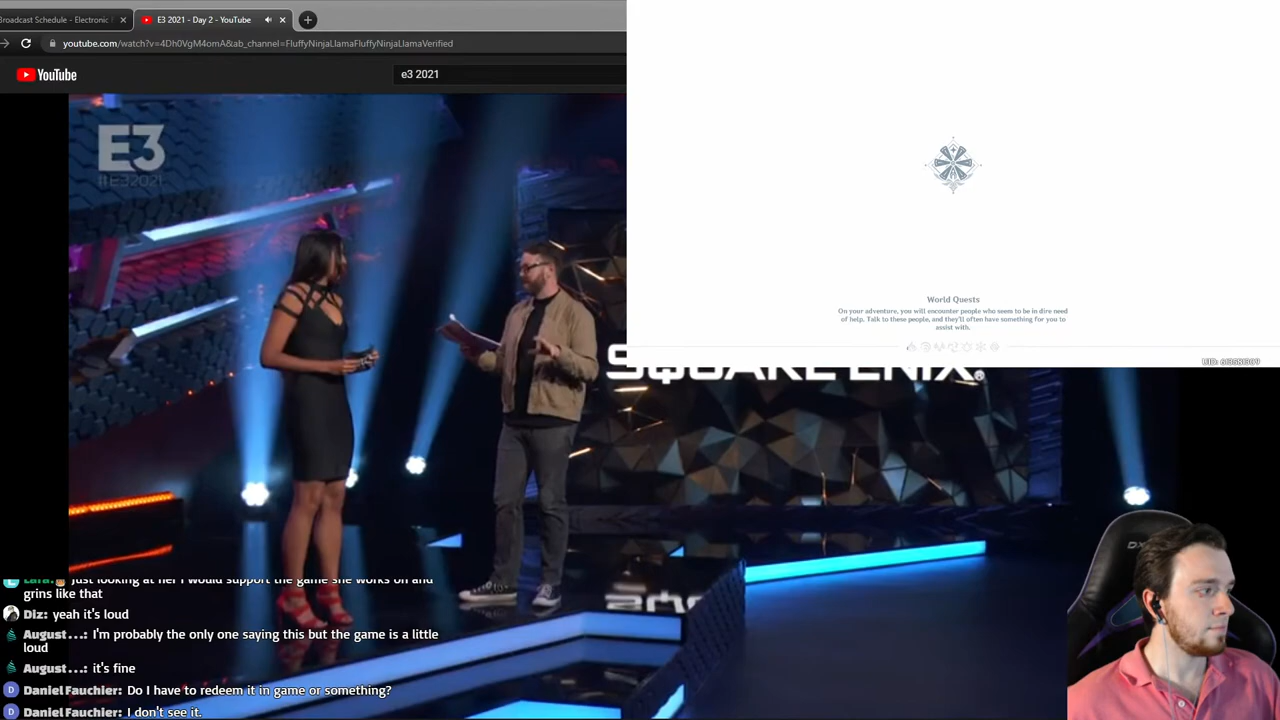 Broadcast Schedule - Electronic
E3 2021 - Day 2 - YouTube
youtube.com/watch?v=4Dh0VgM4omA&ab_channel=FluffyNinjaLlamaFluffyNinjaLlamaVerified
YouTube
e3 2021
E3
#E32021
World Quests
On your adventure, you will encounter people who seem to be in dire need
of help. Talk to these people, and they'll often have something for you to
assist with.
SQUARE ENIX
Lara: Just looking at her I would support the game she works on and
grins like that
Diz: yeah it's loud
August...: I'm probably the only one saying this but the game is a little
loud
August...: it's fine
D Daniel Fauchier: Do I have to redeem it in game or something?
D Daniel Fauchier: I don't see it.